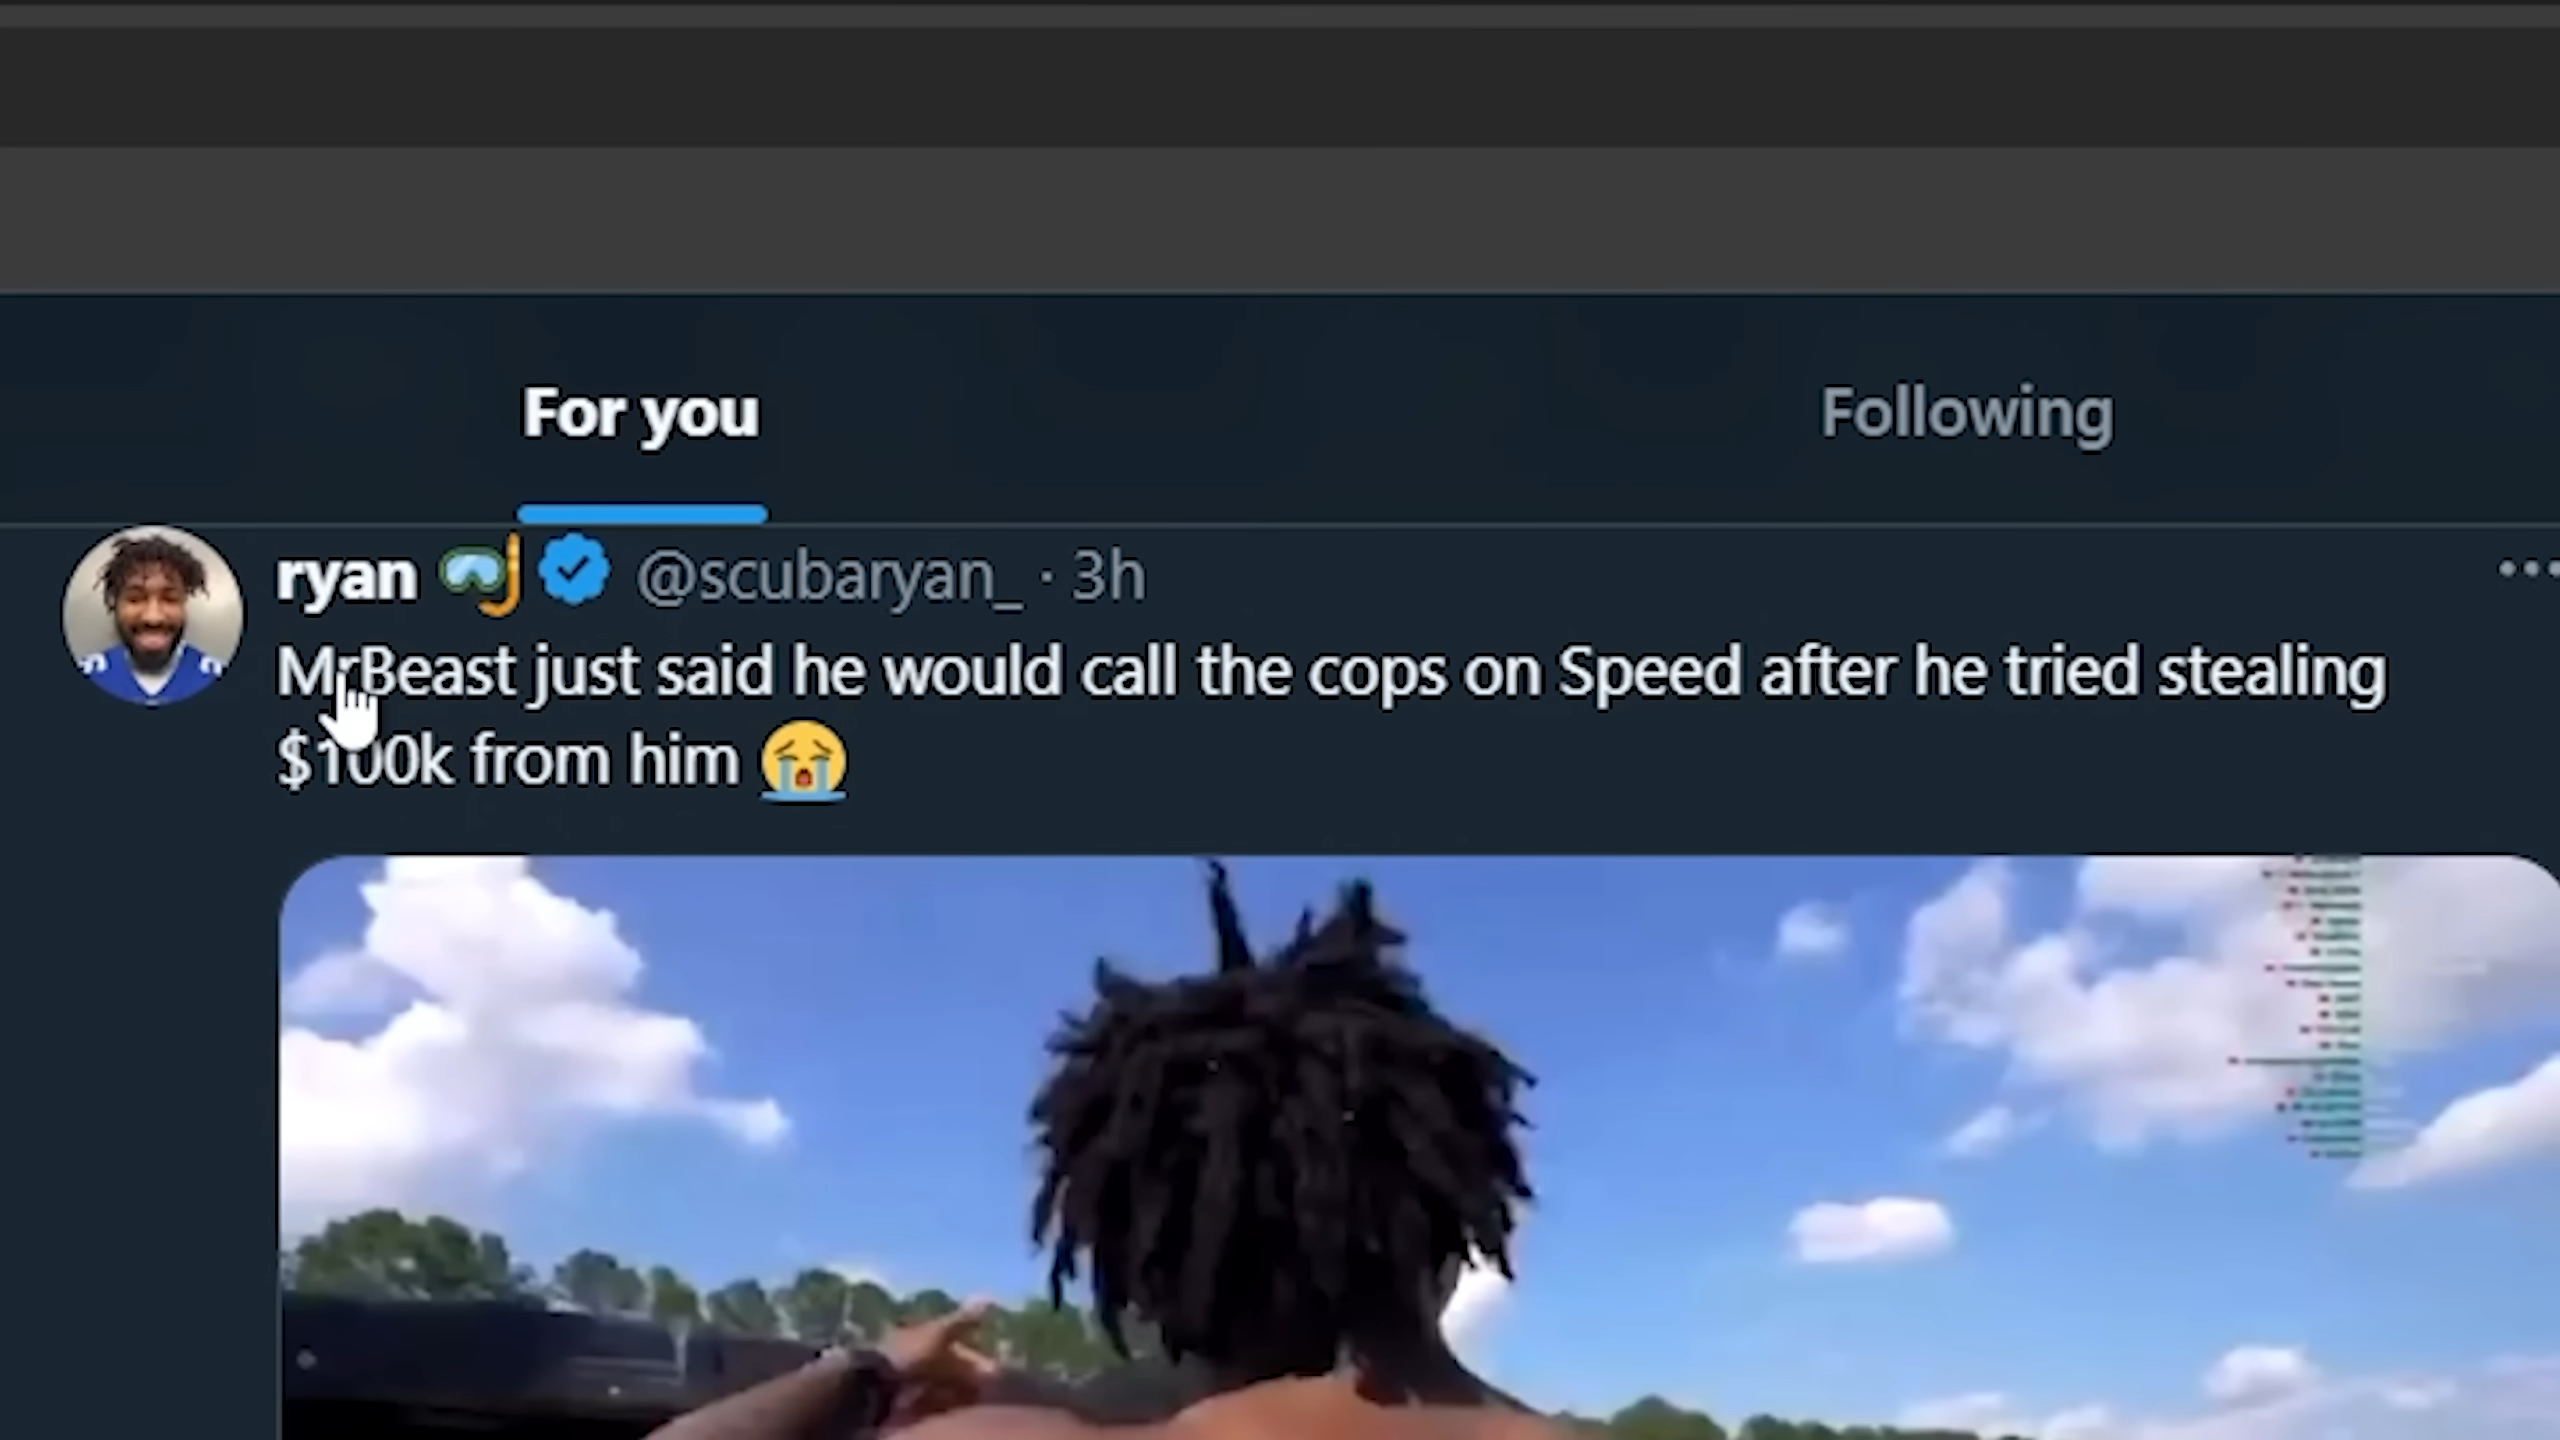 For you
Following
ryan 🤿 @scubaryan_ · 3h
MrBeast just said he would call the cops on Speed after he tried stealing
$100k from him 😭